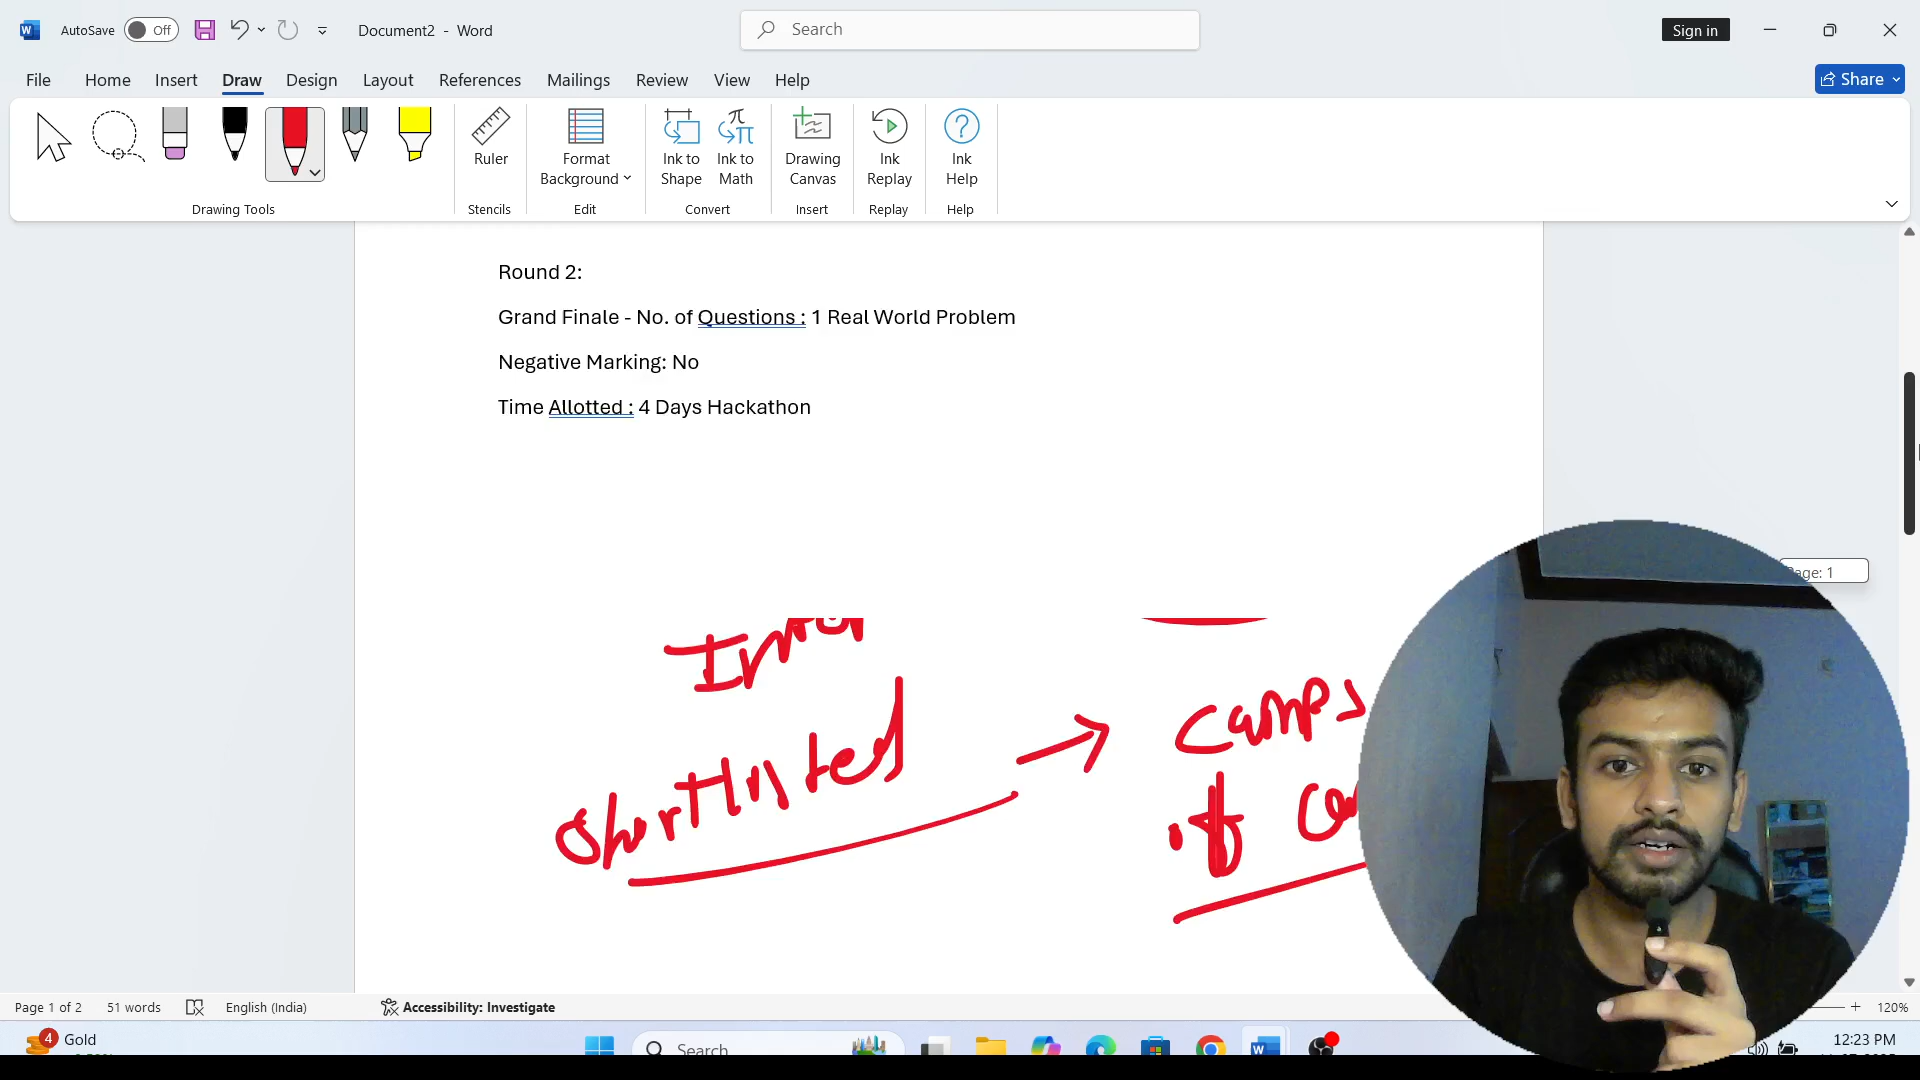 AutoSave Off Document2 - Word Search Sign in
File Home Insert Draw Design Layout References Mailings Review View Help Share
Ruler Format Background Ink to Shape Ink to Math Drawing Canvas Ink Replay Ink Help
Drawing Tools Stencils Edit Convert Insert Replay Help
Round 2:
Grand Finale - No. of Questions : 1 Real World Problem
Negative Marking: No
Time Allotted : 4 Days Hackathon
Page: 1
Shortlisted
of
Page 1 of 2 51 words English (India) Accessibility: Investigate 120%
4 Gold Search 12:23 PM